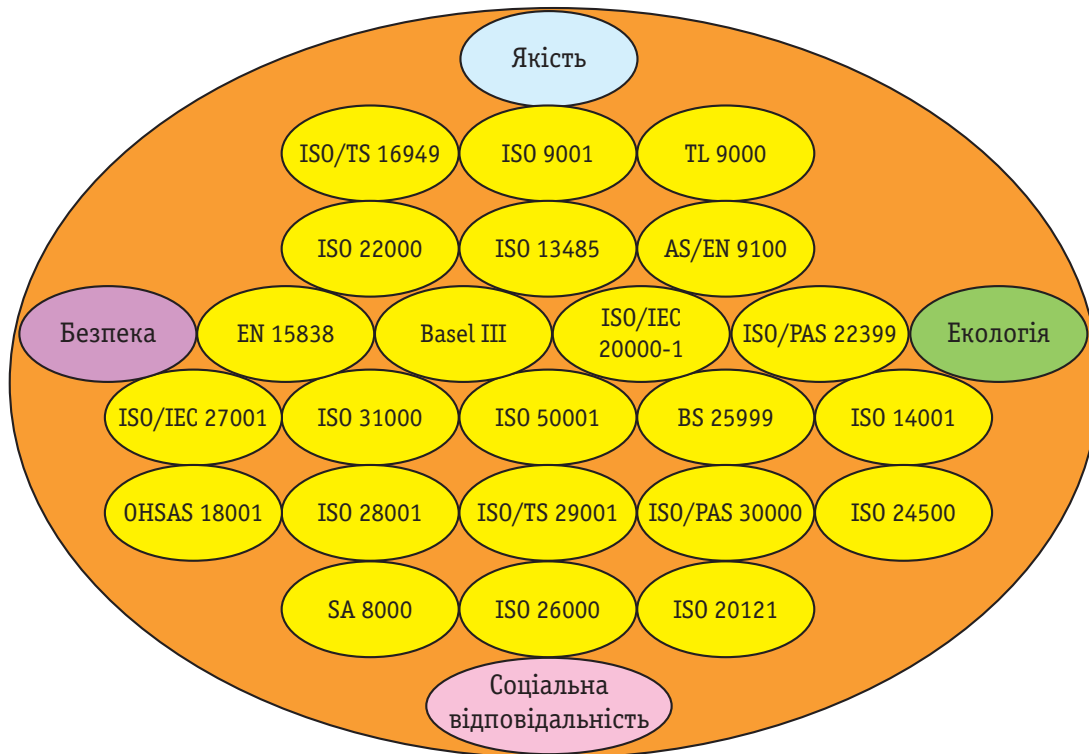 Якість
ISO/TS 16949
ISO 9001
TL 9000
ISO 22000
ISO 13485
AS/EN 9100
Безпека
EN 15838
Basel III
ISO/IEC
20000-1
ISO/PAS 22399
Екологія
ISO/IEC 27001
ISO 31000
ISO 50001
BS 25999
ISO 14001
OHSAS 18001
ISO 28001
ISO/TS 29001
ISO/PAS 30000
ISO 24500
SA 8000
ISO 26000
ISO 20121
Соціальна
відповідальність